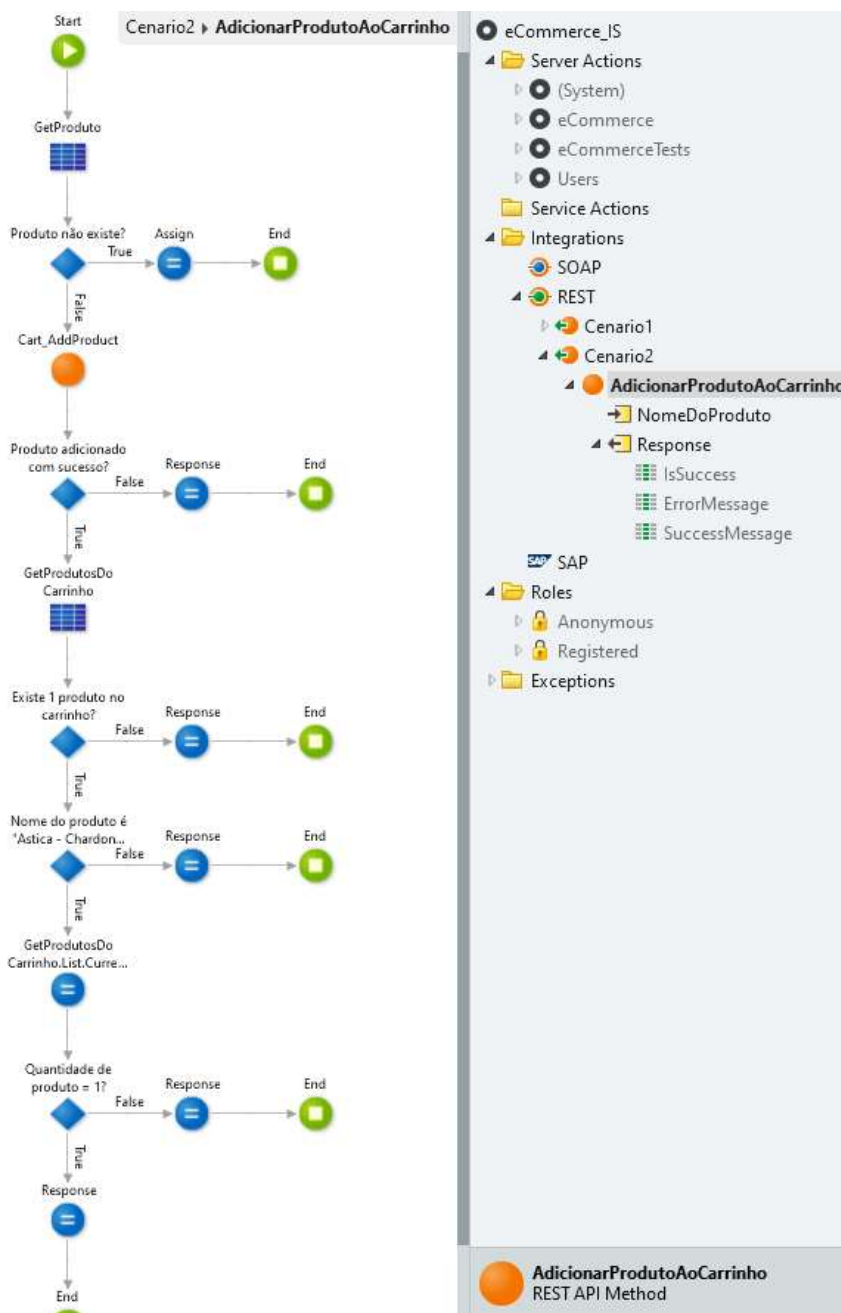 Start
Cenario2 ▸ AdicionarProdutoAoCarrinho
GetProduto
Produto não existe?
True
Assign
End
False
Cart_AddProduct
Produto adicionado
com sucesso?
False
Response
End
True
GetProdutosDo
Carrinho
Existe 1 produto no
carrinho?
False
Response
End
True
Nome do produto é
"Astica - Chardon...
False
Response
End
True
GetProdutosDo
Carrinho.List.Curre...
Quantidade de
produto = 1?
False
Response
End
True
Response
End
eCommerce_IS
Server Actions
(System)
eCommerce
eCommerceTests
Users
Service Actions
Integrations
SOAP
REST
Cenario1
Cenario2
AdicionarProdutoAoCarrinho
NomeDoProduto
Response
IsSuccess
ErrorMessage
SuccessMessage
SAP SAP
Roles
Anonymous
Registered
Exceptions
AdicionarProdutoAoCarrinho
REST API Method